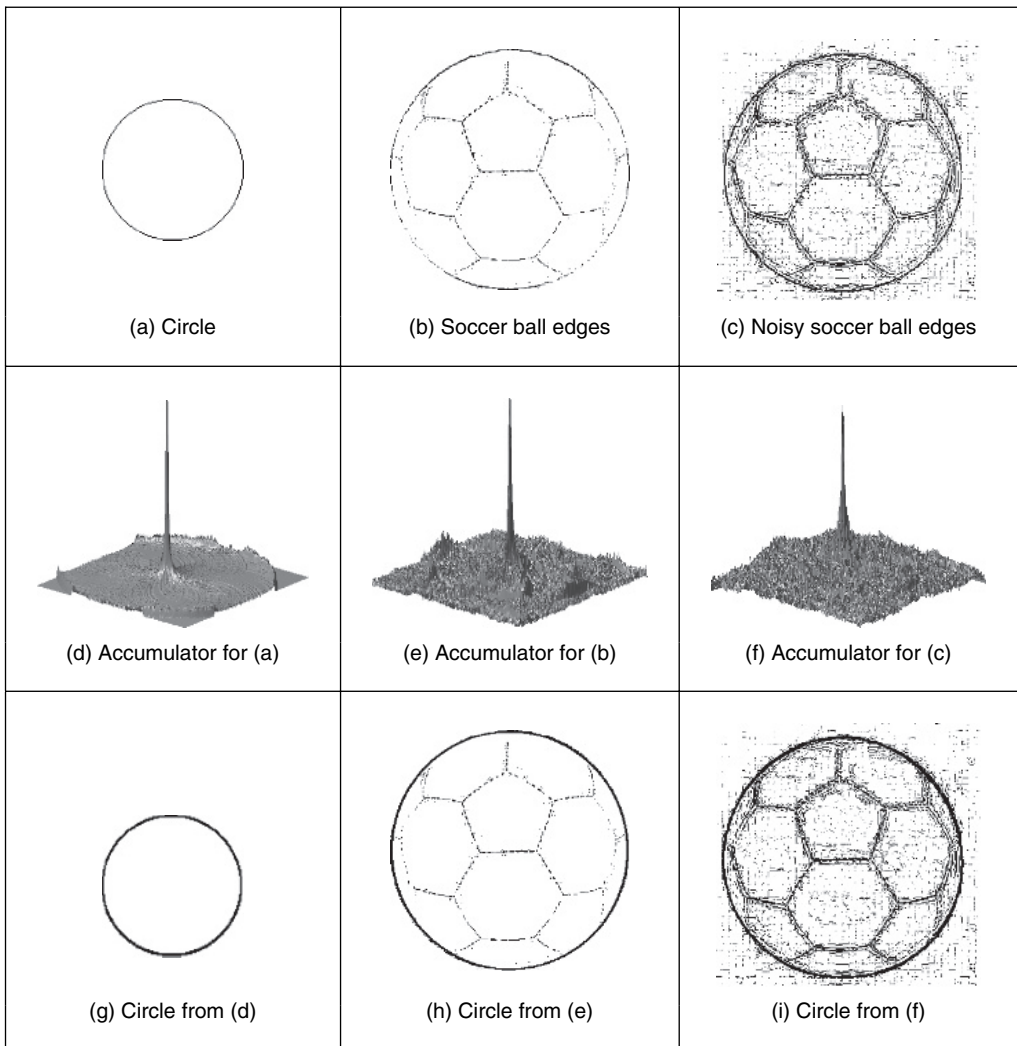 (a) Circle
(b) Soccer ball edges
(c) Noisy soccer ball edges
(d) Accumulator for (a)
(e) Accumulator for (b)
(f) Accumulator for (c)
(g) Circle from (d)
(h) Circle from (e)
(i) Circle from (f)